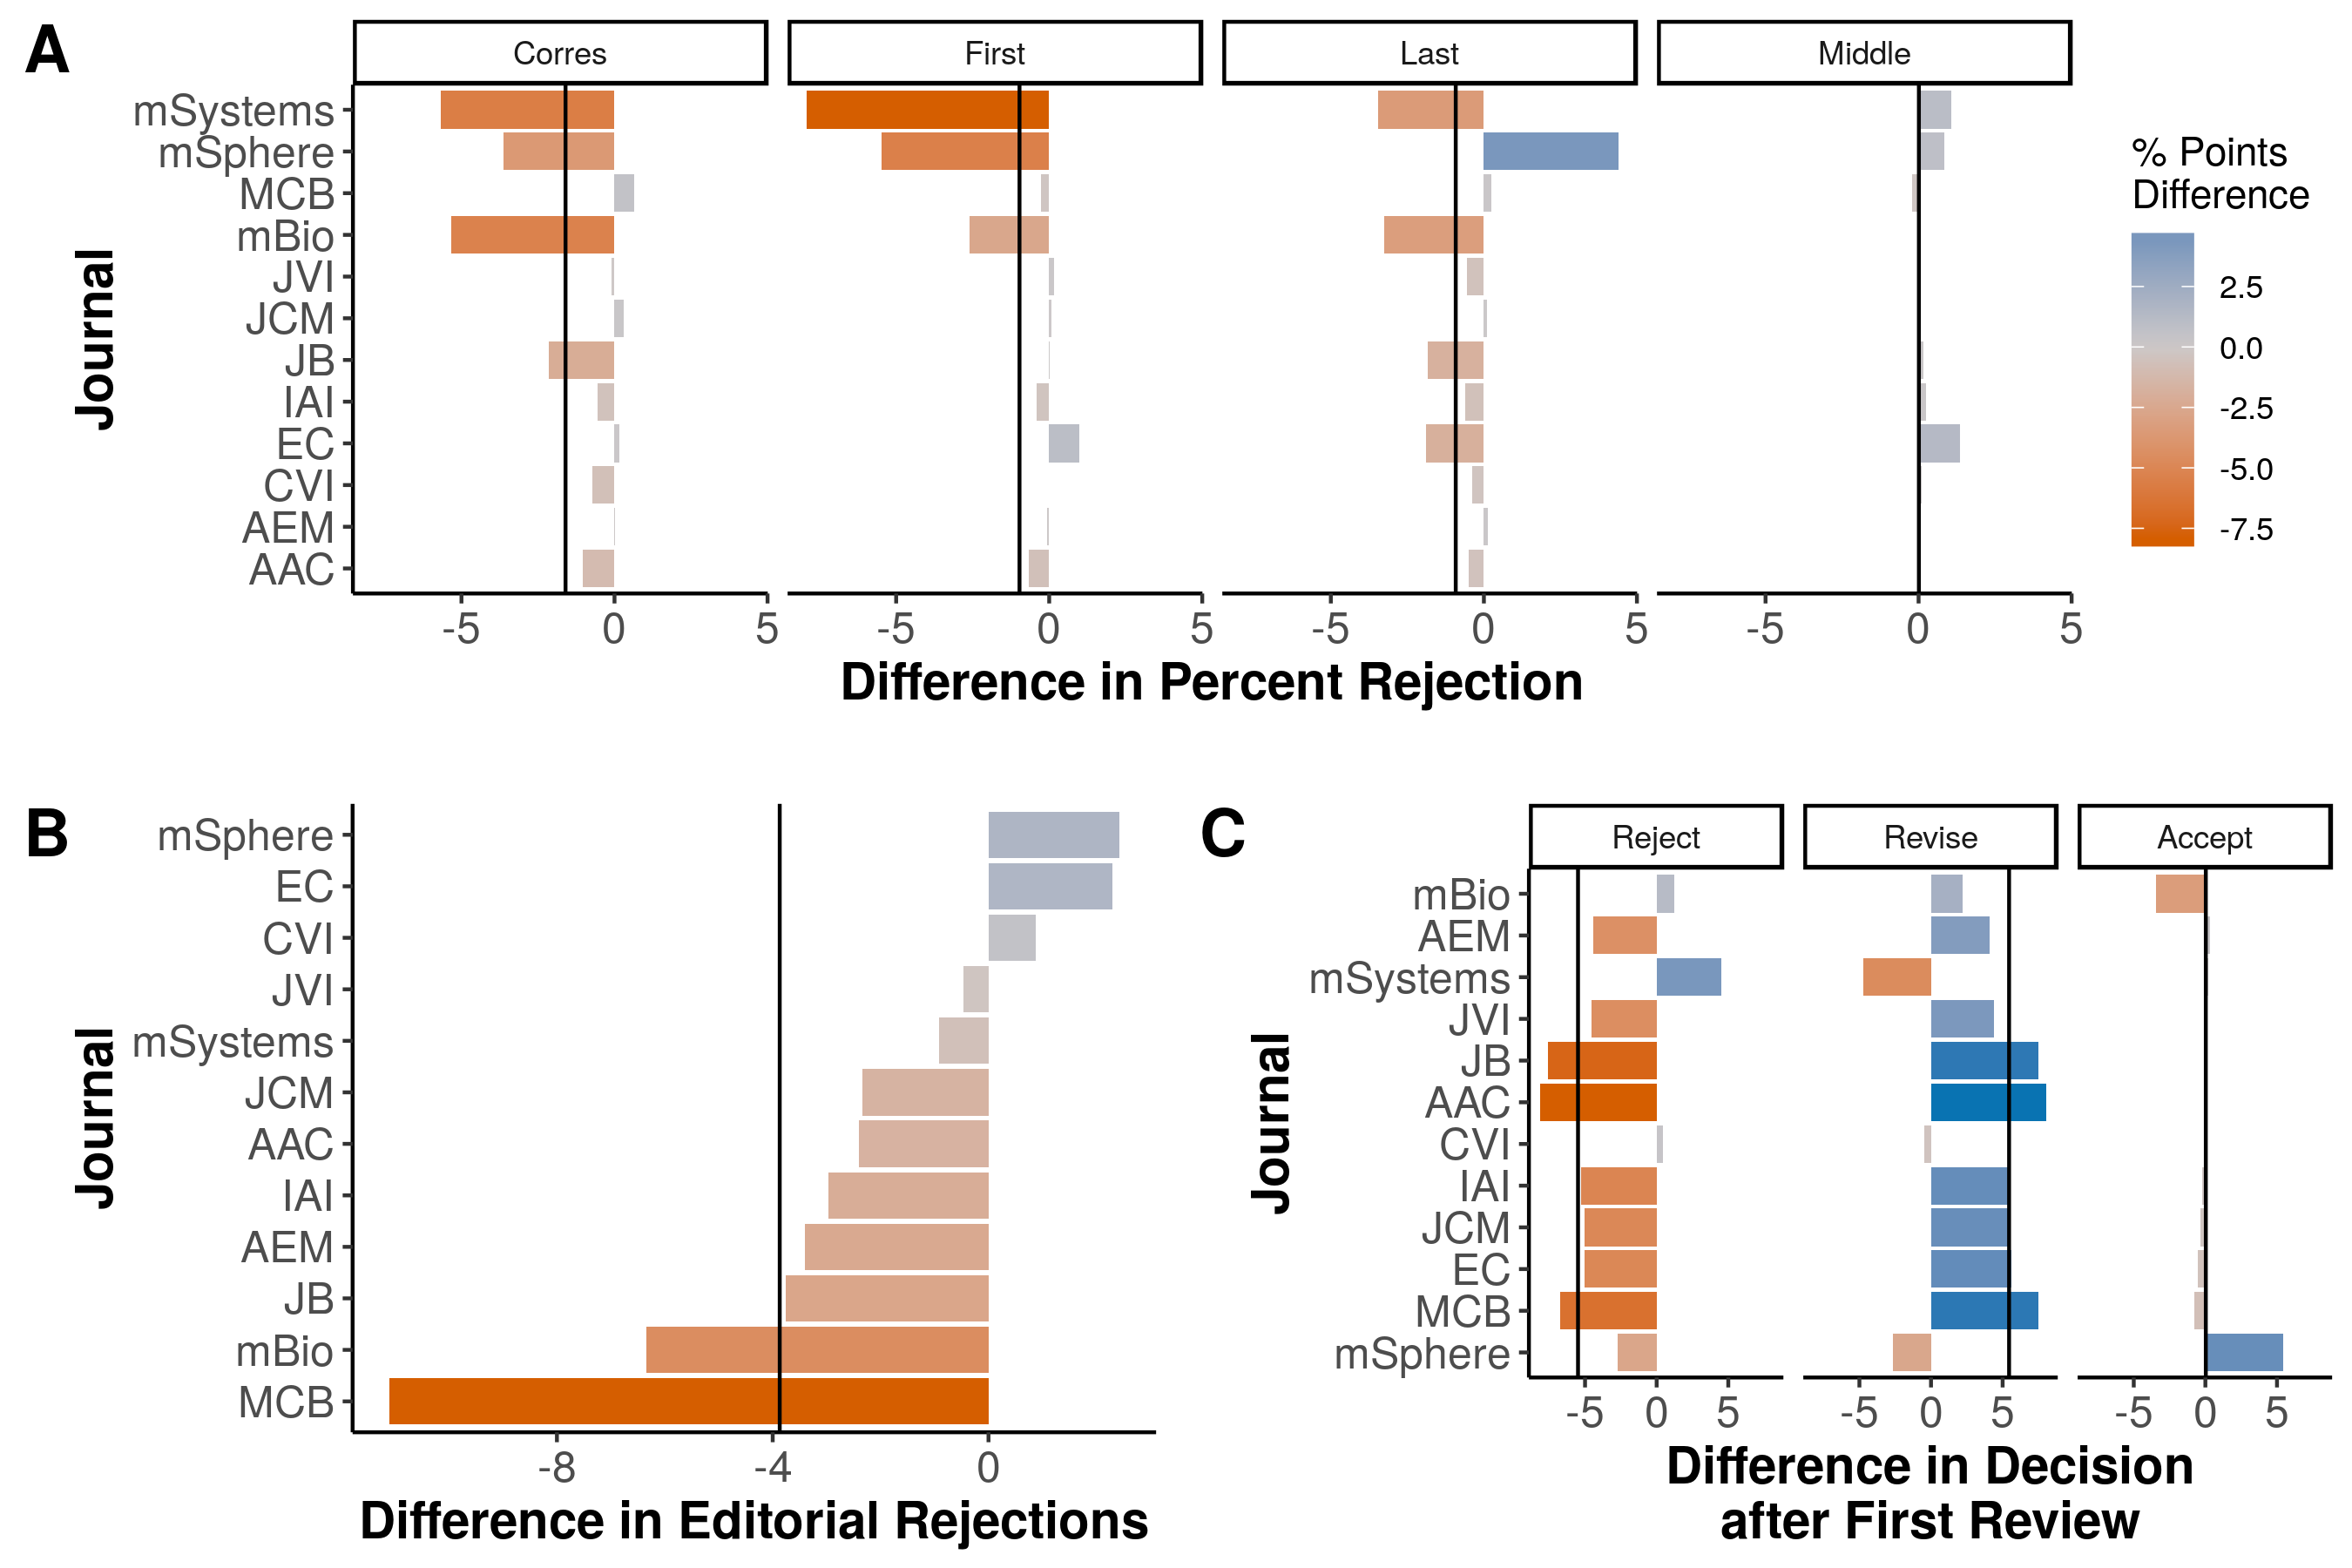 A
Corres
First
Last
Middle
mSystems
mSphere
MCB
mBio
JVI
JCM
JB
IAI
EC
CVI
AEM
AAC
Journal
-5 0 5
-5 0 5
-5 0 5
-5 0 5
Difference in Percent Rejection
% Points
Difference
2.5
0.0
-2.5
-5.0
-7.5
B
mSphere
EC
CVI
JVI
mSystems
JCM
AAC
IAI
AEM
JB
mBio
MCB
Journal
-8 -4 0
Difference in Editorial Rejections
C
Reject
Revise
Accept
mBio
AEM
mSystems
JVI
JB
AAC
CVI
IAI
JCM
EC
MCB
mSphere
Journal
-5 0 5
-5 0 5
-5 0 5
Difference in Decision
after First Review